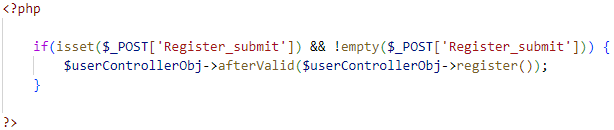 <?php
if(isset($_POST['Register_submit']) && !empty($_POST['Register_submit'])) {
$userControllerObj->afterValid($userControllerObj->register());
}
?>